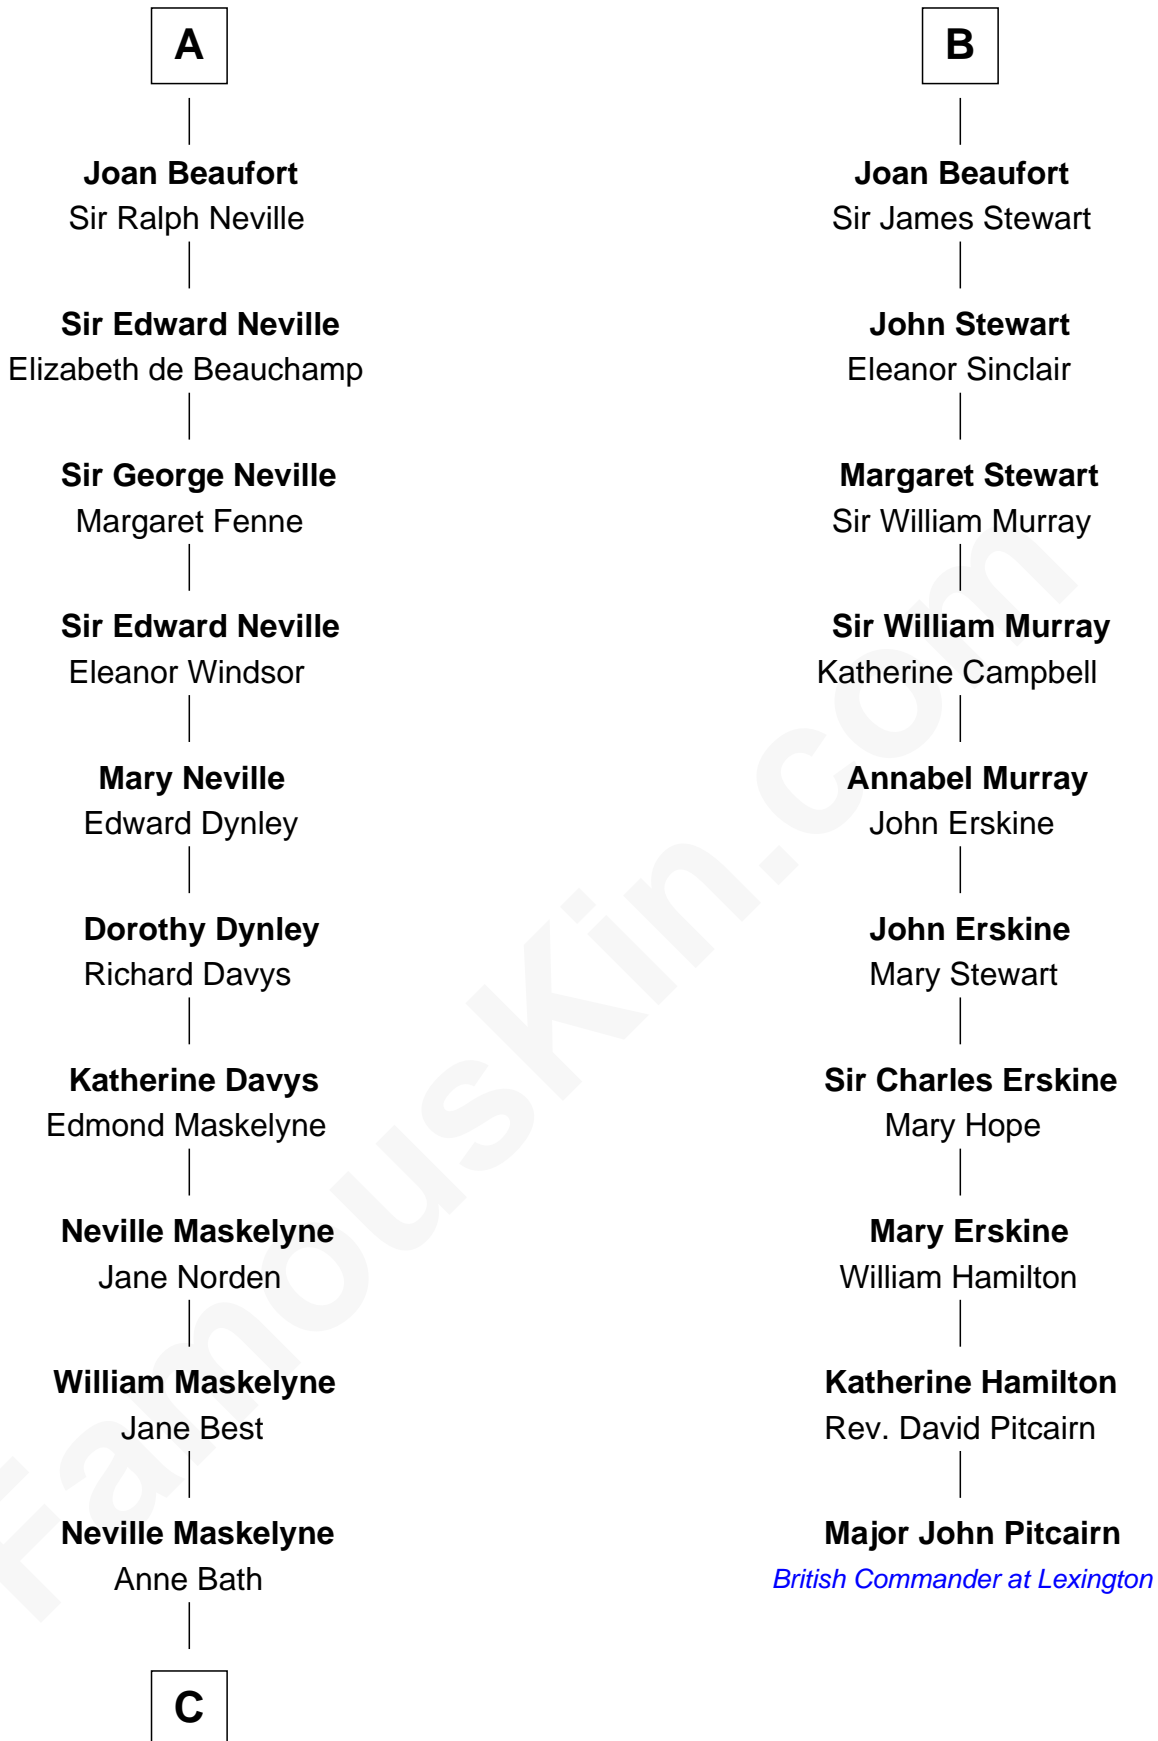 A
Joan Beaufort
Sir Ralph Neville
Sir Edward Neville
Elizabeth de Beauchamp
Sir George Neville
Margaret Fenne
Sir Edward Neville
Eleanor Windsor
Mary Neville
Edward Dynley
Dorothy Dynley
Richard Davys
Katherine Davys
Edmond Maskelyne
Neville Maskelyne
Jane Norden
William Maskelyne
Jane Best
Neville Maskelyne
Anne Bath
C
B
Joan Beaufort
Sir James Stewart
John Stewart
Eleanor Sinclair
Margaret Stewart
Sir William Murray
Sir William Murray
Katherine Campbell
Annabel Murray
John Erskine
John Erskine
Mary Stewart
Sir Charles Erskine
Mary Hope
Mary Erskine
William Hamilton
Katherine Hamilton
Rev. David Pitcairn
Major John Pitcairn
British Commander at Lexington
FamousKin.com